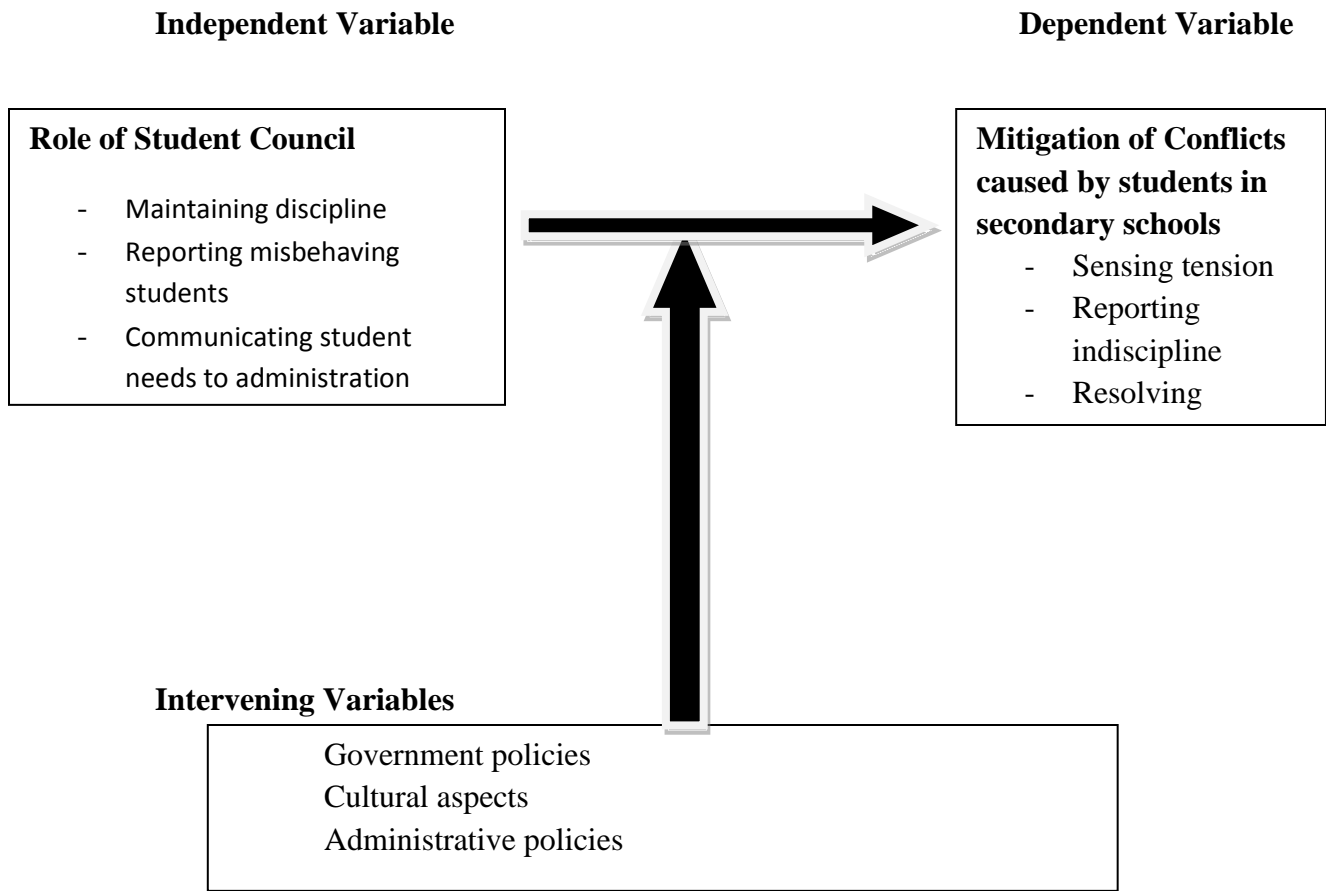 Independent Variable
Dependent Variable
Role of Student Council
- Maintaining discipline
- Reporting misbehaving
students
- Communicating student
needs to administration
Mitigation of Conflicts
caused by students in
secondary schools
- Sensing tension
- Reporting
indiscipline
- Resolving
Intervening Variables
Government policies
Cultural aspects
Administrative policies